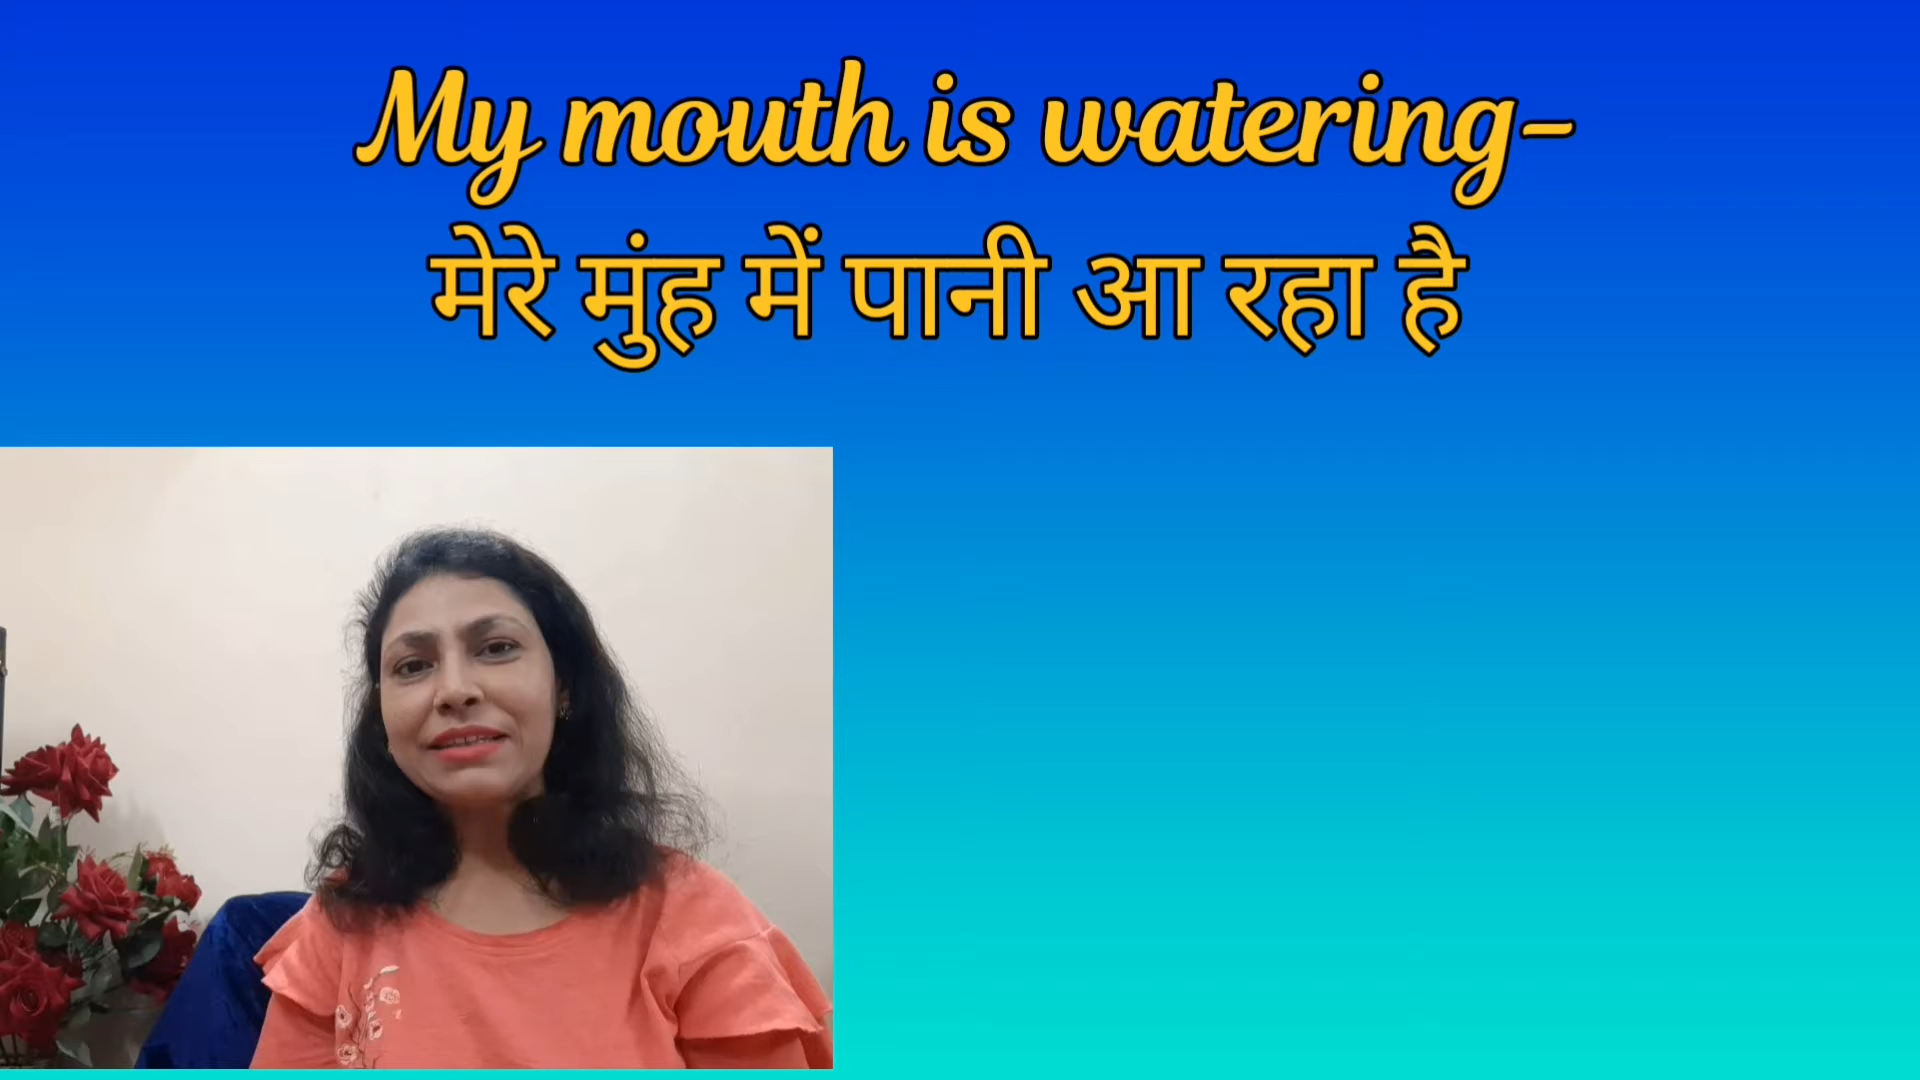 My mouth is watering-
मेरे मुंह में पानी आ रहा है